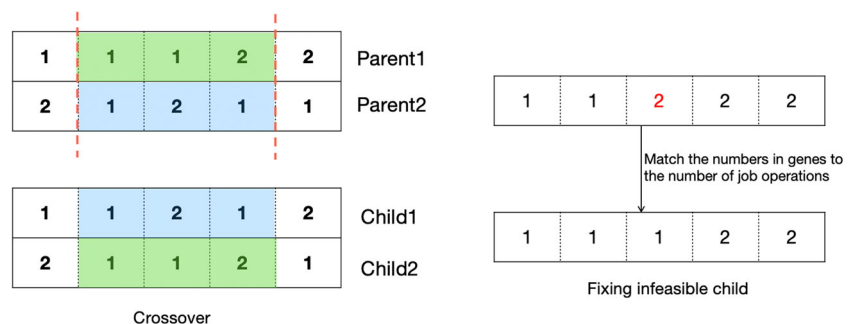 1 1 1 2 2 Parent1
2 1 2 1 1 Parent2
1 1 2 1 2 Child1
2 1 1 2 1 Child2
Crossover
1 1 2 2 2
Match the numbers in genes to
the number of job operations
1 1 1 2 2
Fixing infeasible child